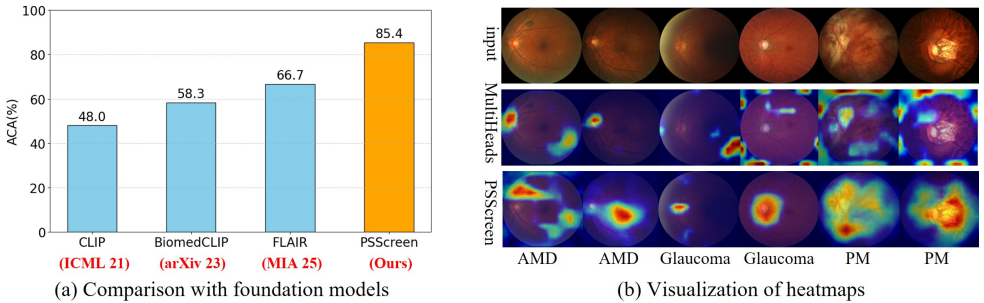 100
80
60
40
20
0
ACA(%)
48.0
58.3
66.7
85.4
CLIP BiomedCLIP FLAIR PSScreen
(ICML 21) (arXiv 23) (MIA 25) (Ours)
(a) Comparison with foundation models
input
MultiHeads
PSScreen
AMD AMD Glaucoma Glaucoma PM PM
(b) Visualization of heatmaps